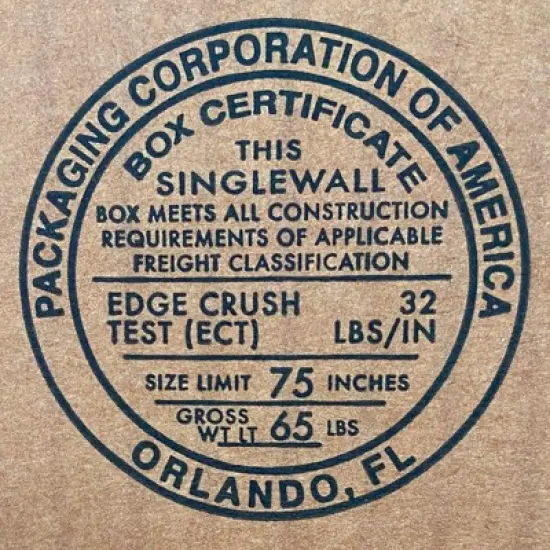 PACKAGING CORPORATION OF AMERICA
BOX CERTIFICATE
THIS
SINGLEWALL
BOX MEETS ALL CONSTRUCTION
REQUIREMENTS OF APPLICABLE
FREIGHT CLASSIFICATION
EDGE CRUSH 32
TEST (ECT) LBS/IN
SIZE LIMIT 75 INCHES
GROSS
WT LT 65 LBS
ORLANDO, FL